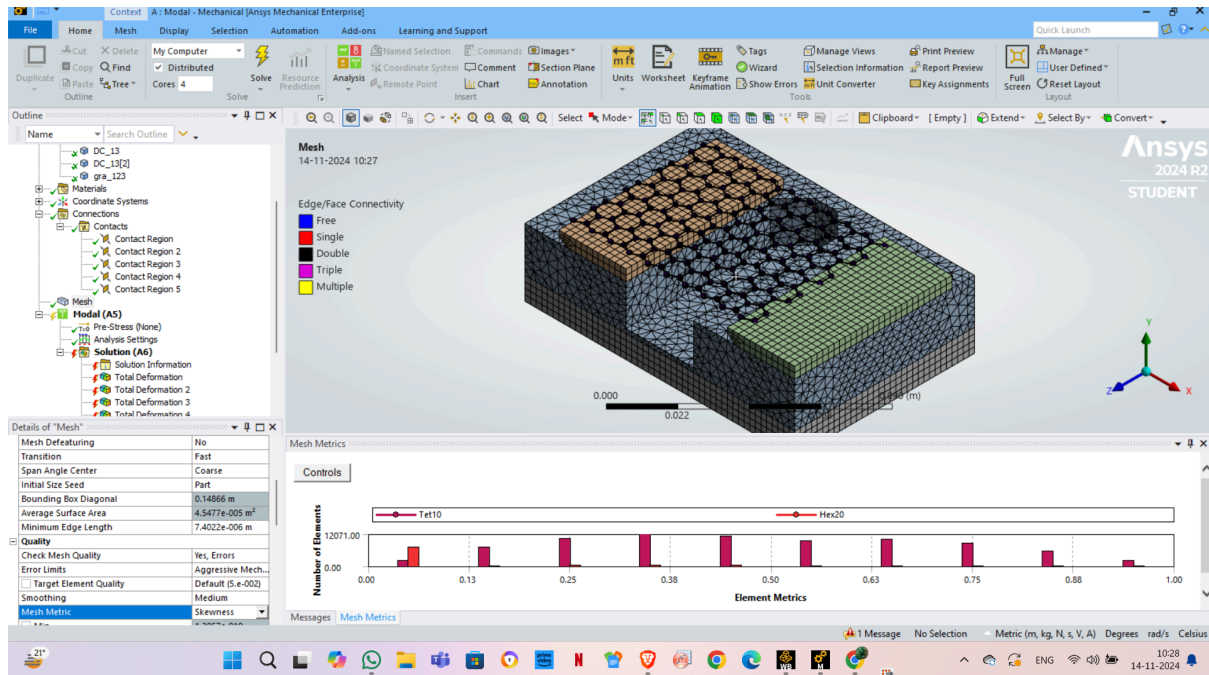 Context A : Modal - Mechanical [Ansys Mechanical Enterprise]
File Home Mesh Display Selection Automation Add-ons Learning and Support Quick Launch
Duplicate Cut Copy Paste Delete Find Tree
Outline
My Computer
Distributed
Cores 4
Solve
Solve
Resource Prediction
Analysis
Named Selection
Coordinate System
Remote Point
Commands
Comment
Chart
Images
Section Plane
Annotation
Insert
Units Worksheet Keyframe Animation
Tags
Wizard
Show Errors
Manage Views
Selection Information
Unit Converter
Print Preview
Report Preview
Key Assignments
Tools
Full Screen
Manage
User Defined
Reset Layout
Layout
Outline
Name Search Outline
Select Mode Clipboard [ Empty ] Extend Select By Convert
DC_13
DC_13[2]
gra_123
Materials
Coordinate Systems
Connections
Contacts
Contact Region
Contact Region 2
Contact Region 3
Contact Region 4
Contact Region 5
Mesh
Modal (A5)
Pre-Stress (None)
Analysis Settings
Solution (A6)
Solution Information
Total Deformation
Total Deformation 2
Total Deformation 3
Total Deformation 4
Mesh
14-11-2024 10:27
Edge/Face Connectivity
Free
Single
Double
Triple
Multiple
Ansys
2024 R2
STUDENT
Y
Z X
0.000 (m)
0.022
Details of "Mesh"
Mesh Defeaturing No
Transition Fast
Span Angle Center Coarse
Initial Size Seed Part
Bounding Box Diagonal 0.14866 m
Average Surface Area 4.5477e-005 m²
Minimum Edge Length 7.4022e-006 m
Quality
Check Mesh Quality Yes, Errors
Error Limits Aggressive Mech...
Target Element Quality Default (5.e-002)
Smoothing Medium
Mesh Metric Skewness
Mesh Metrics
Controls
Tet10 Hex20
Number of Elements
12071.00
0.00
0.00 0.13 0.25 0.38 0.50 0.63 0.75 0.88 1.00
Element Metrics
Messages Mesh Metrics
1 Message No Selection Metric (m, kg, N, s, V, A) Degrees rad/s Celsius
21°
ENG
10:28
14-11-2024